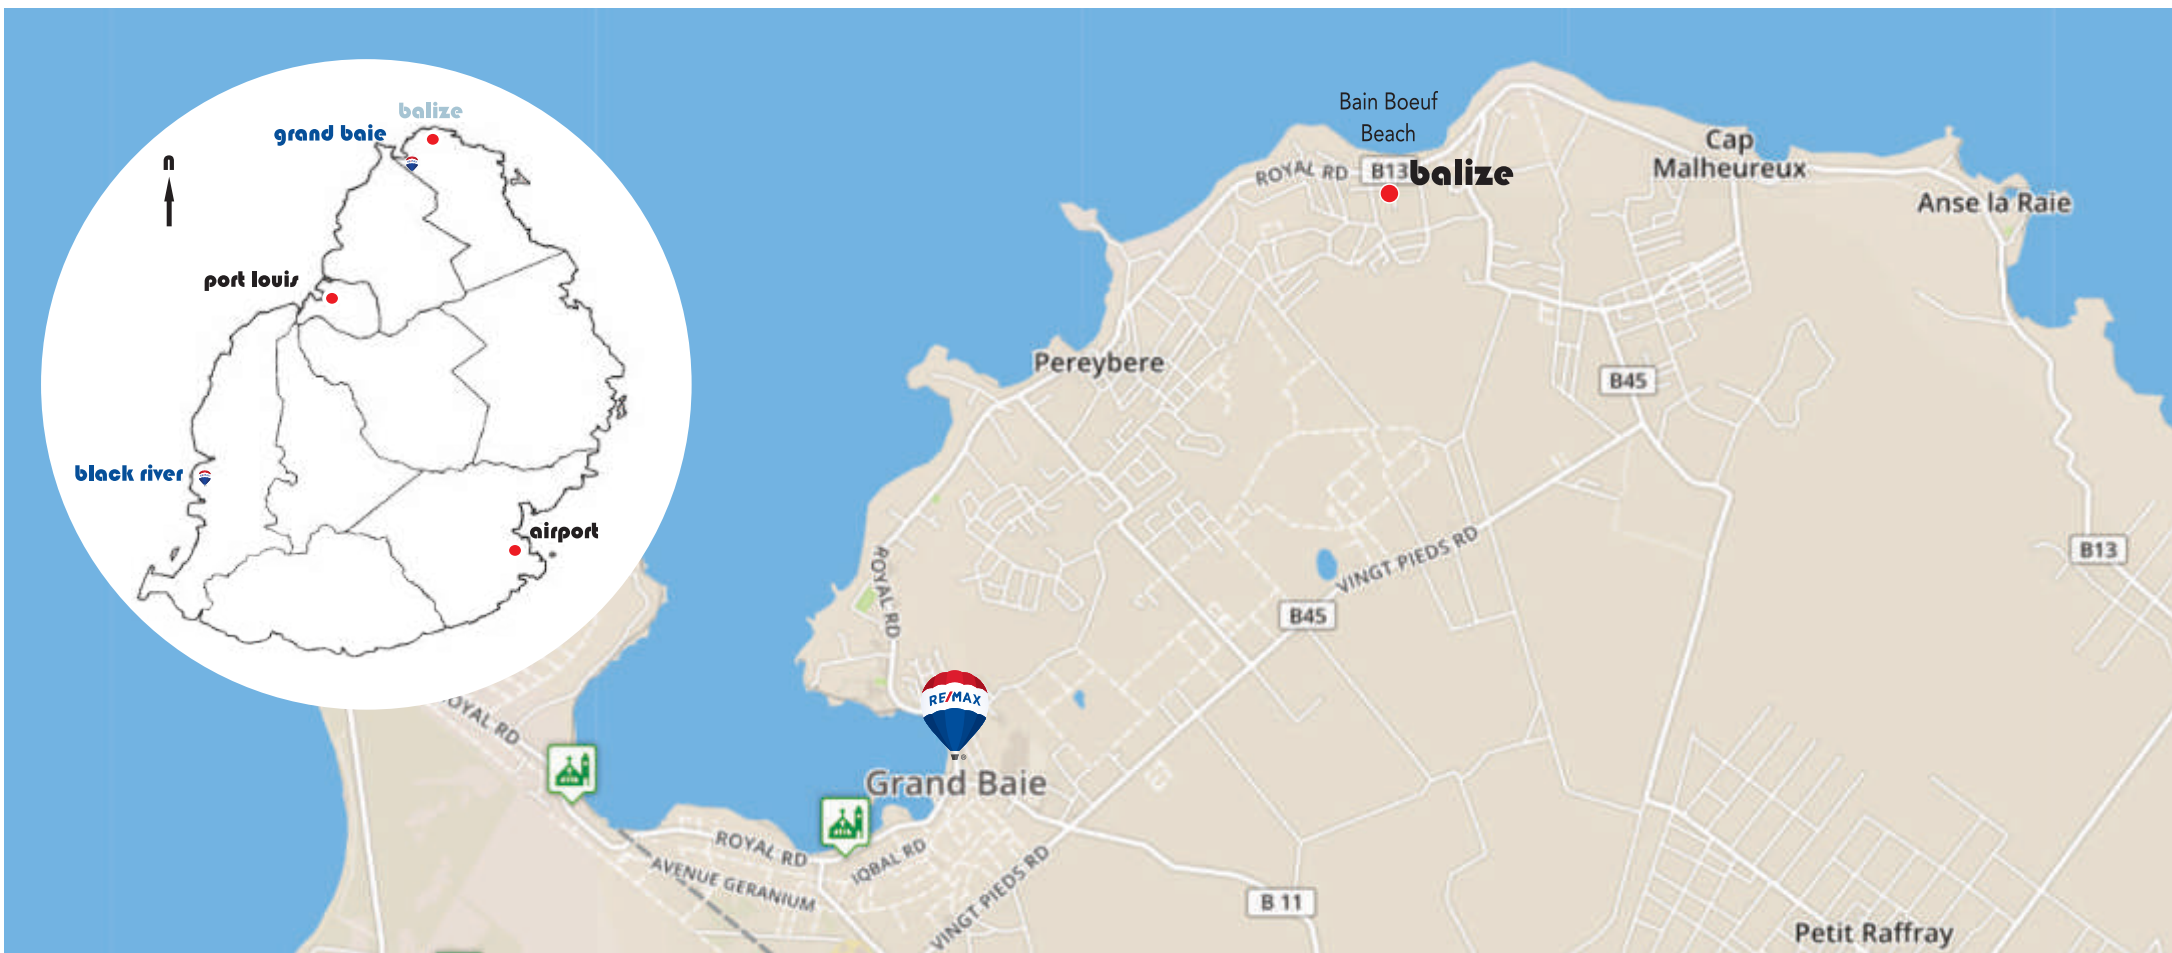 balize
grand baie
n
port louis
black river
airport
Bain Boeuf
Beach
ROYAL RD
B13
balize
Cap
Malheureux
Anse la Raie
Pereybere
B45
ROYAL RD
VINGT PIEDS RD
B13
B45
RE/MAX
®
OYAL RD
Grand Baie
ROYAL RD
IQBAL RD
AVENUE GERANIUM
VINGT PIEDS RD
B 11
Petit Raffray